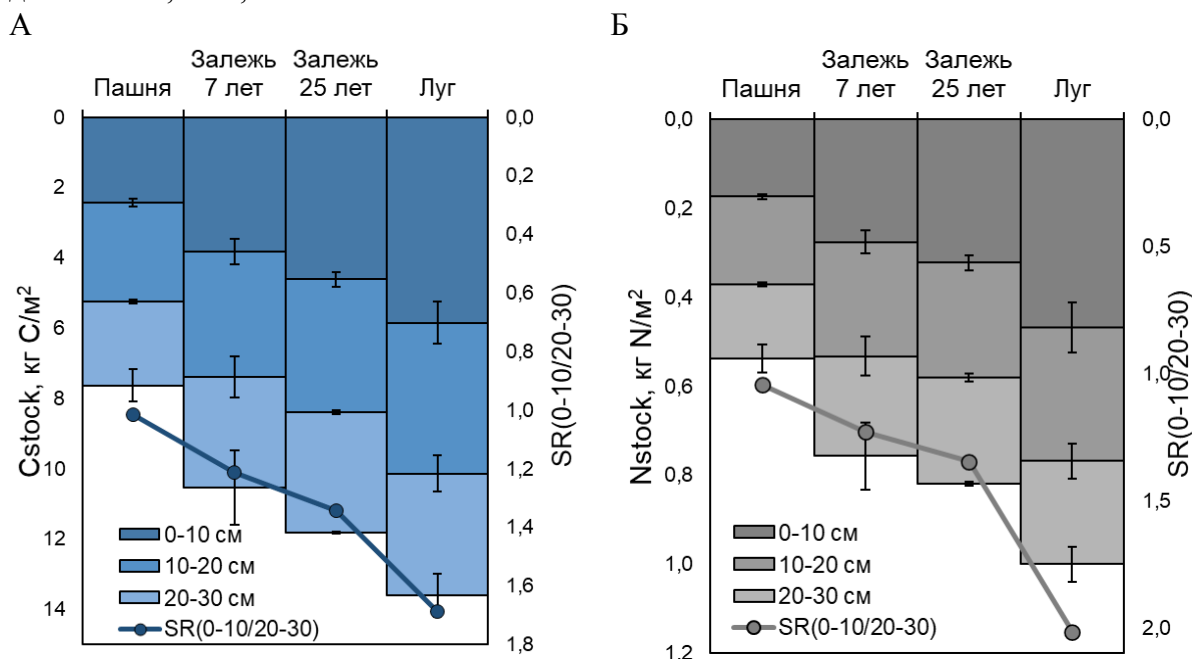 А
Б
Залежь Залежь
Пашня 7 лет 25 лет Луг
0
2
4
6
8
10
12
14
Cstock, кг С/м²
0,0
0,2
0,4
0,6
0,8
1,0
1,2
1,4
1,6
1,8
SR(0-10/20-30)
0-10 см
10-20 см
20-30 см
SR(0-10/20-30)
Залежь Залежь
Пашня 7 лет 25 лет Луг
0,0
0,2
0,4
0,6
0,8
1,0
1,2
Nstock, кг N/м²
0,0
0,5
1,0
1,5
2,0
SR(0-10/20-30)
0-10 см
10-20 см
20-30 см
SR(0-10/20-30)